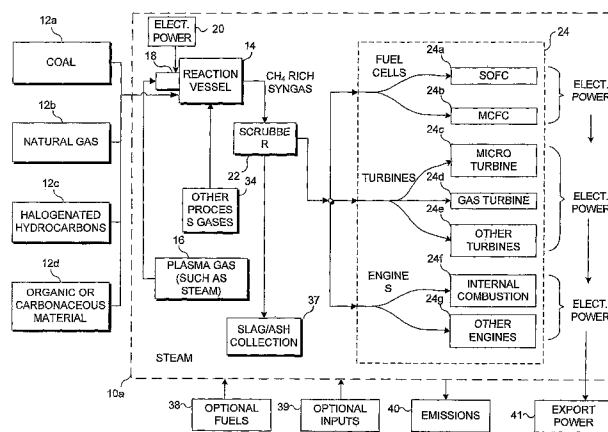 12a
COAL
12b
NATURAL GAS
12c
HALOGENATED
HYDROCARBONS
12d
ORGANIC OR
CARBONACEOUS
MATERIAL
ELECT.
POWER
20
18
14
REACTION
VESSEL
CH₄ RICH
SYNGAS
SCRUBBE
R
22
34
OTHER
PROCES
S GASES
16
PLASMA GAS
(SUCH AS
STEAM)
37
SLAG/ASH
COLLECTION
STEAM
10a
24
FUEL
CELLS
24a
SOFC
24b
MCFC
ELECT.
POWER
TURBINES
24c
MICRO
TURBINE
24d
GAS TURBINE
24e
OTHER
TURBINES
ELECT.
POWER
ENGINE
S
24f
INTERNAL
COMBUSTION
24g
OTHER
ENGINES
ELECT.
POWER
38
OPTIONAL
FUELS
39
OPTIONAL
INPUTS
40
EMISSIONS
41
EXPORT
POWER